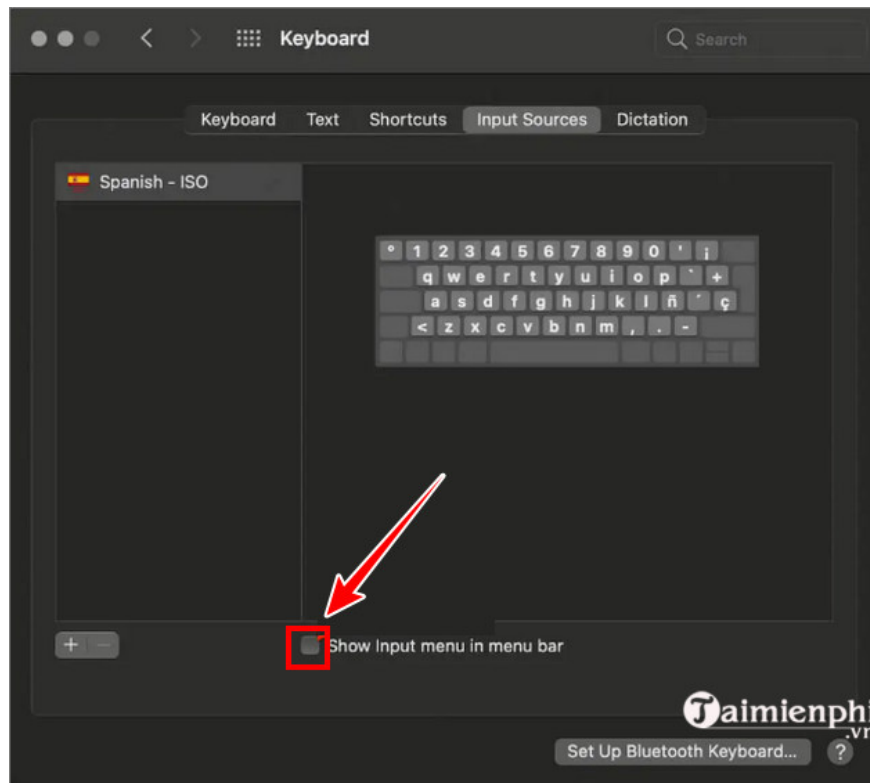 Keyboard
Search
Keyboard Text Shortcuts Input Sources Dictation
Spanish - ISO
º 1 2 3 4 5 6 7 8 9 0 ' ¡
q w e r t y u i o p ` +
a s d f g h j k l ñ ´ ç
< z x c v b n m , . -
+ −
Show Input menu in menu bar
Taimienphi
.vn
Set Up Bluetooth Keyboard... ?